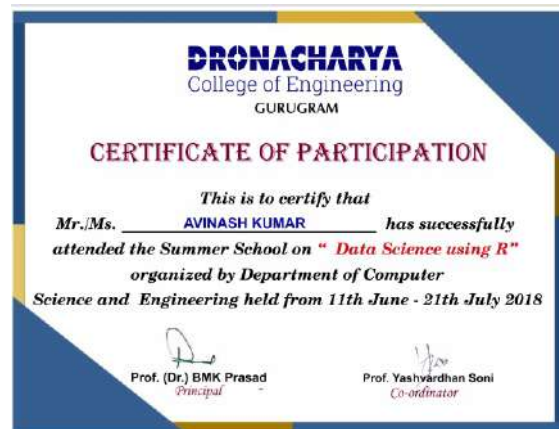 DRONACHARYA
College of Engineering
GURUGRAM
CERTIFICATE OF PARTICIPATION
This is to certify that
Mr./Ms. AVINASH KUMAR has successfully
attended the Summer School on “ Data Science using R”
organized by Department of Computer
Science and Engineering held from 11th June - 21th July 2018
Prof. (Dr.) BMK Prasad
Principal
Prof. Yashvardhan Soni
Co-ordinator